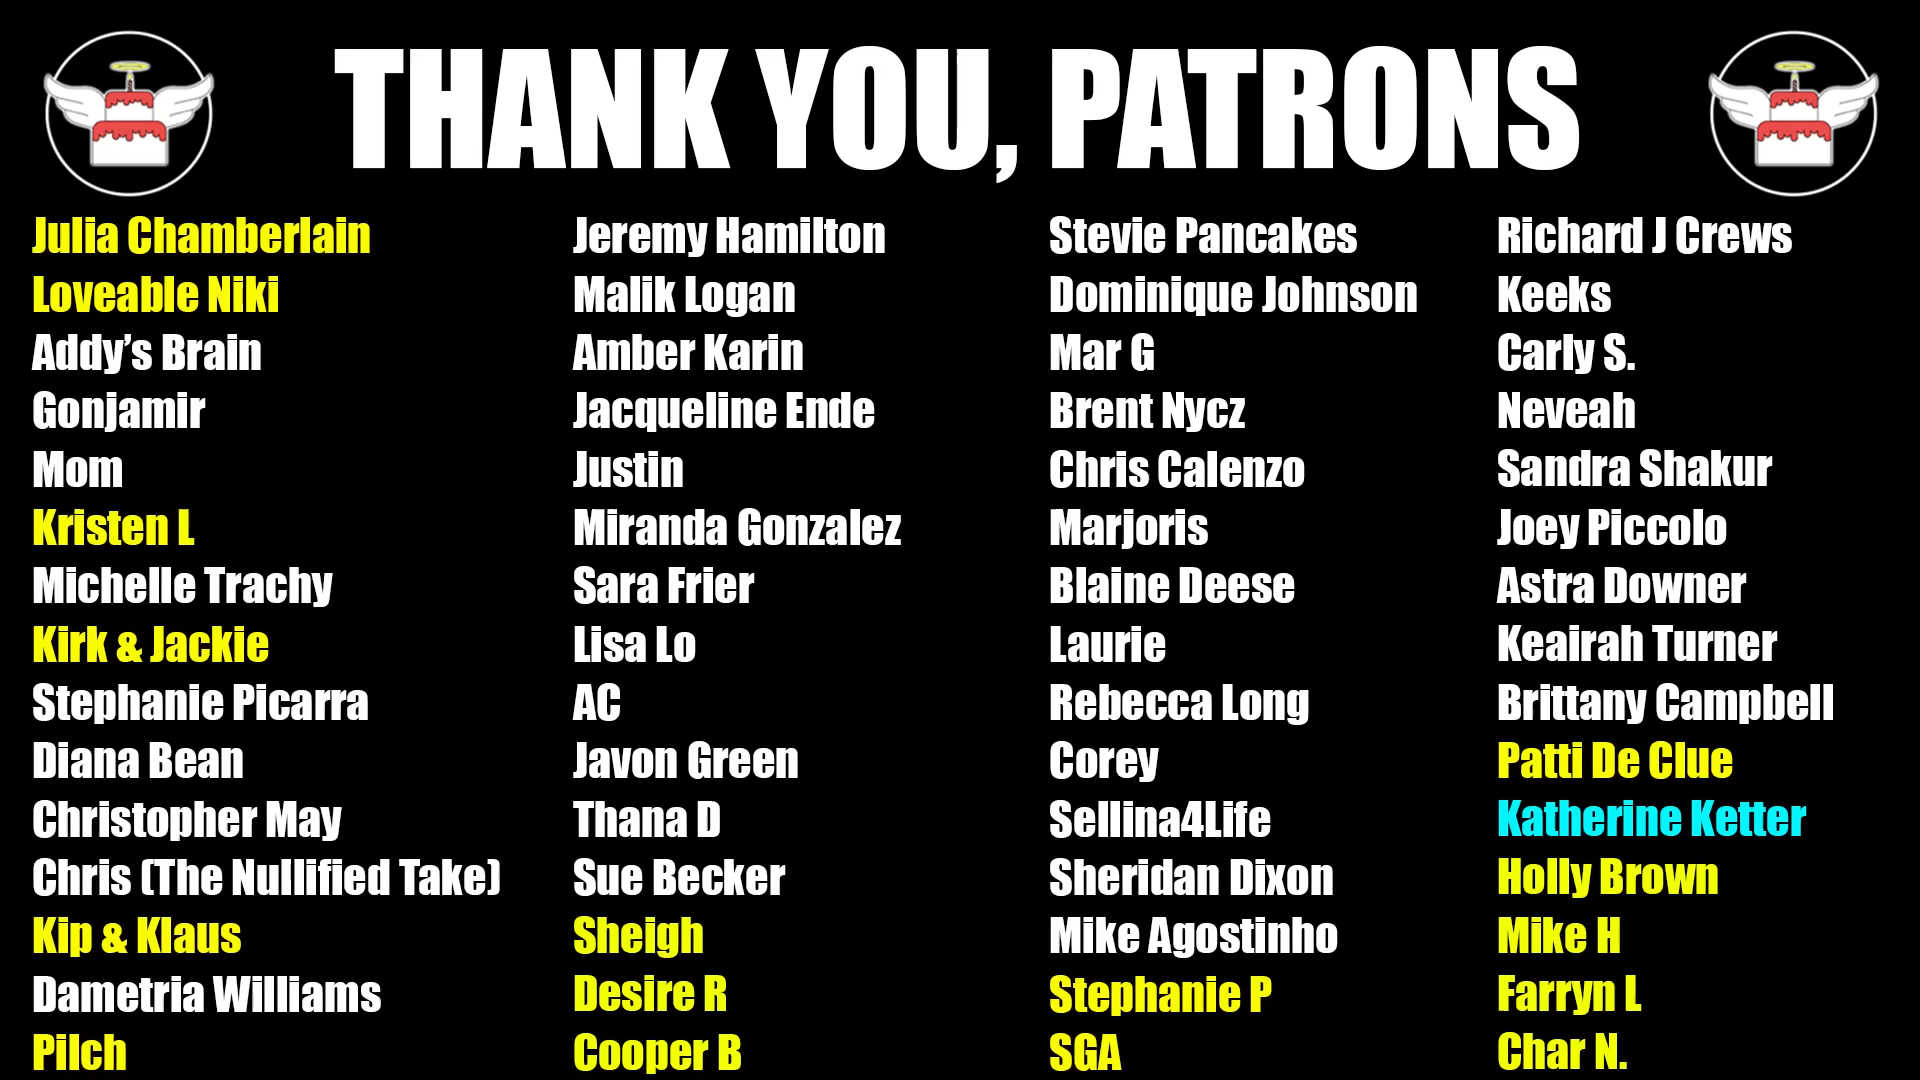 THANK YOU, PATRONS
Julia Chamberlain
Loveable Niki
Addy’s Brain
Gonjamir
Mom
Kristen L
Michelle Trachy
Kirk & Jackie
Stephanie Picarra
Diana Bean
Christopher May
Chris (The Nullified Take)
Kip & Klaus
Dametria Williams
Pilch
Jeremy Hamilton
Malik Logan
Amber Karin
Jacqueline Ende
Justin
Miranda Gonzalez
Sara Frier
Lisa Lo
AC
Javon Green
Thana D
Sue Becker
Sheigh
Desire R
Cooper B
Stevie Pancakes
Dominique Johnson
Mar G
Brent Nycz
Chris Calenzo
Marjoris
Blaine Deese
Laurie
Rebecca Long
Corey
Sellina4Life
Sheridan Dixon
Mike Agostinho
Stephanie P
SGA
Richard J Crews
Keeks
Carly S.
Neveah
Sandra Shakur
Joey Piccolo
Astra Downer
Keairah Turner
Brittany Campbell
Patti De Clue
Katherine Ketter
Holly Brown
Mike H
Farryn L
Char N.